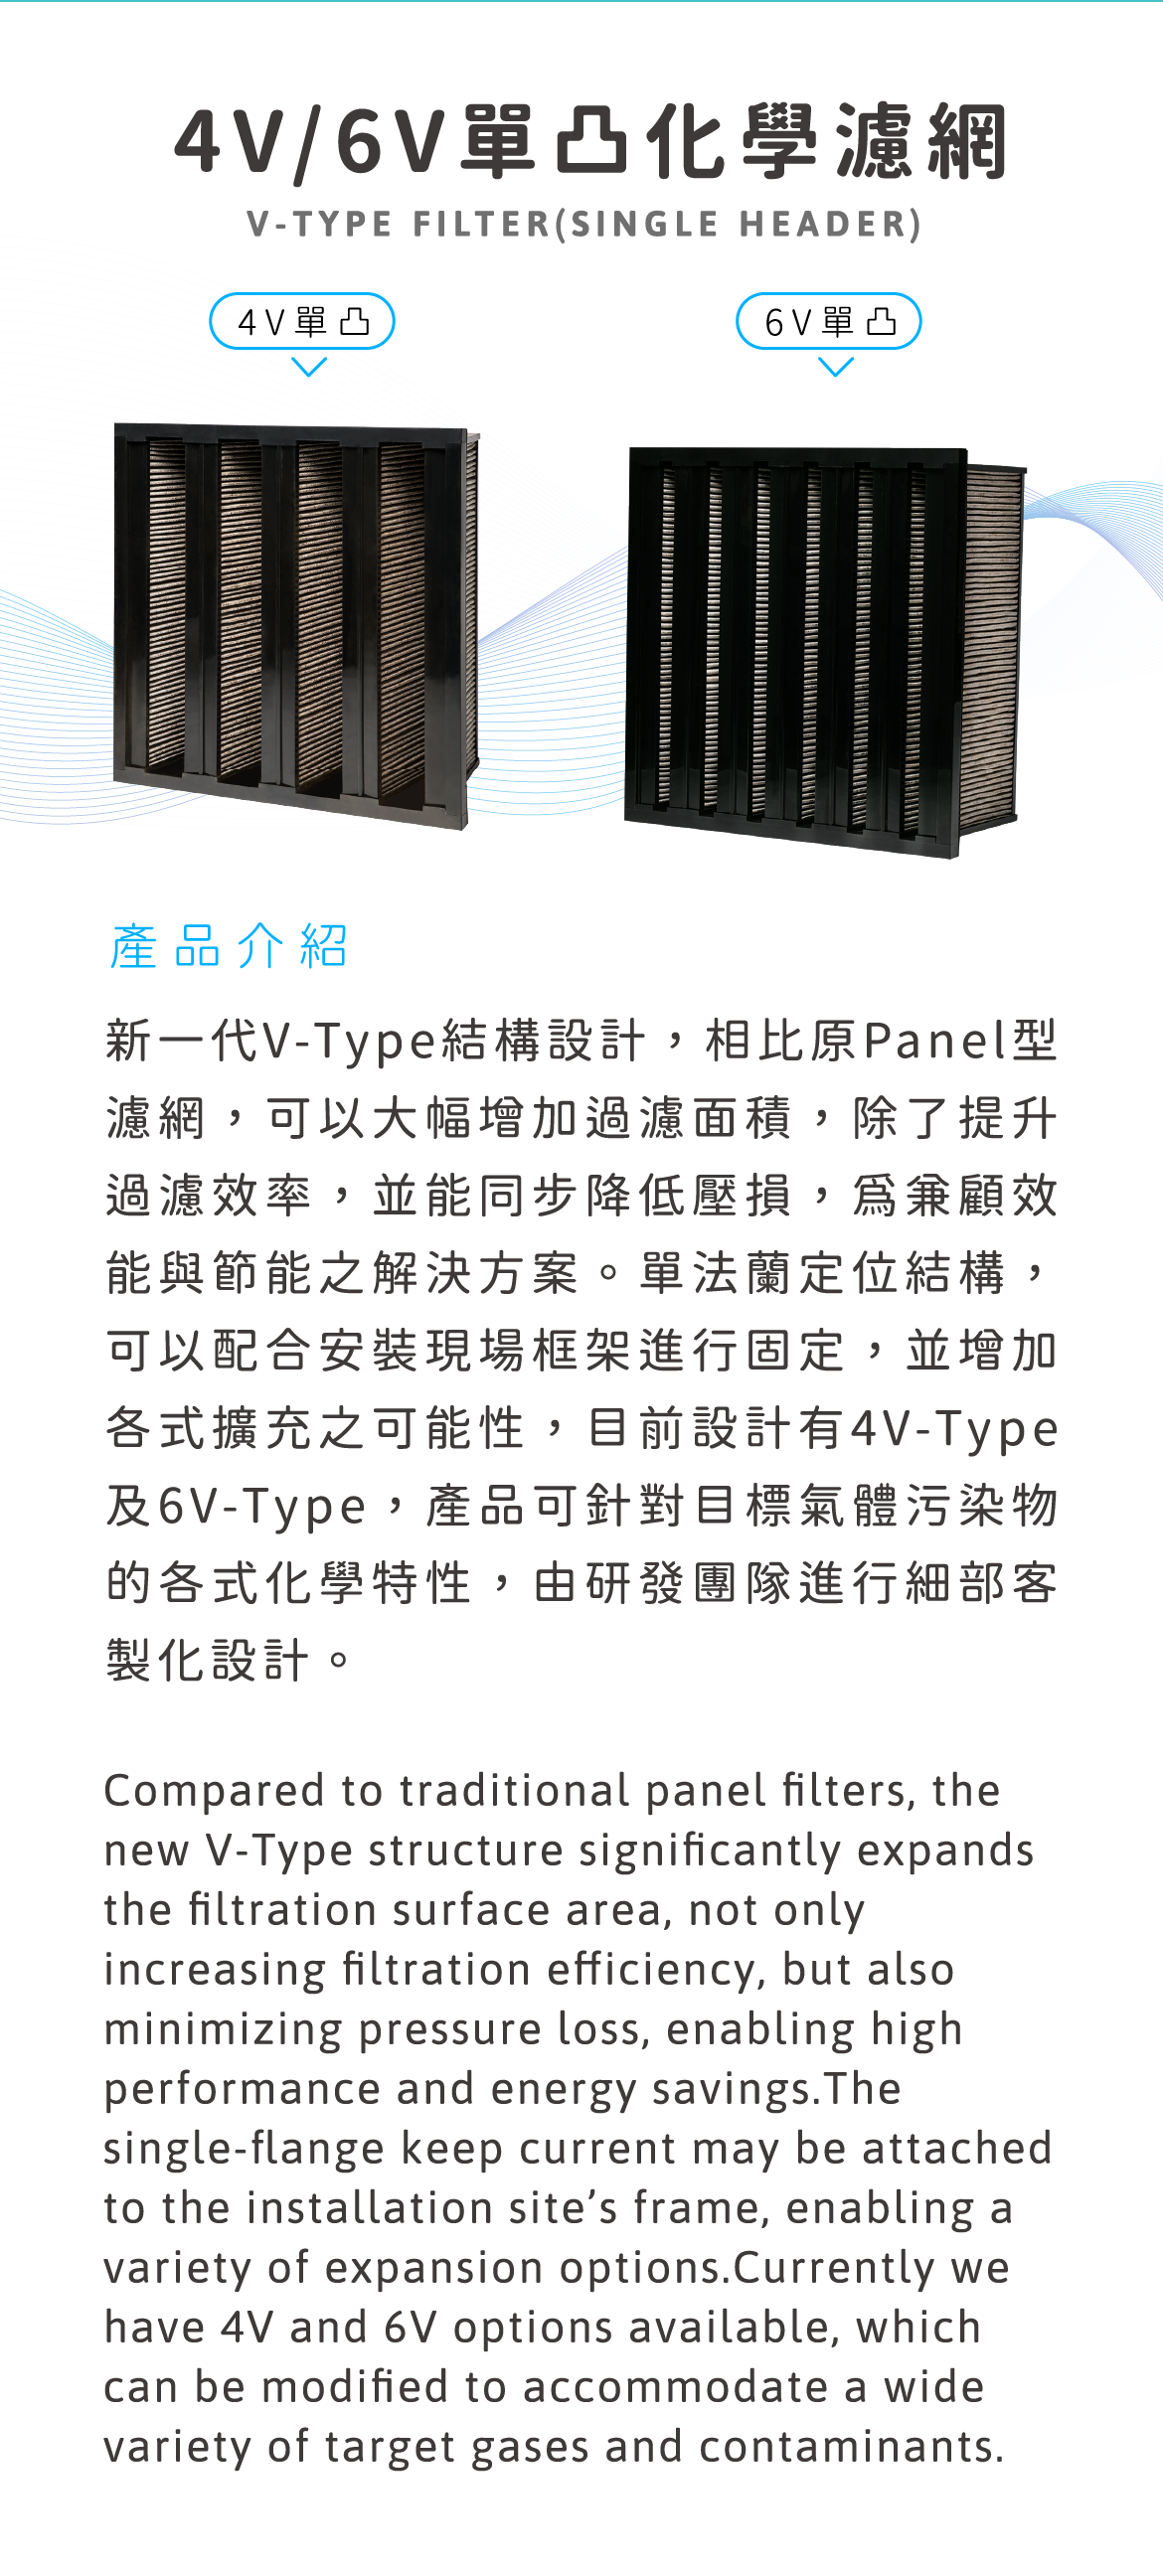 4V/6V單凸化學濾網
V-TYPE FILTER(SINGLE HEADER)
4V單凸
6V單凸
產品介紹
新一代V-Type結構設計，相比原Panel型
濾網，可以大幅增加過濾面積，除了提升
過濾效率，並能同步降低壓損，爲兼顧效
能與節能之解決方案。單法蘭定位結構，
可以配合安裝現場框架進行固定，並增加
各式擴充之可能性，目前設計有4V-Type
及6V-Type，產品可針對目標氣體污染物
的各式化學特性，由研發團隊進行細部客
製化設計。
Compared to traditional panel filters, the
new V-Type structure significantly expands
the filtration surface area, not only
increasing filtration efficiency, but also
minimizing pressure loss, enabling high
performance and energy savings.The
single-flange keep current may be attached
to the installation site’s frame, enabling a
variety of expansion options.Currently we
have 4V and 6V options available, which
can be modified to accommodate a wide
variety of target gases and contaminants.